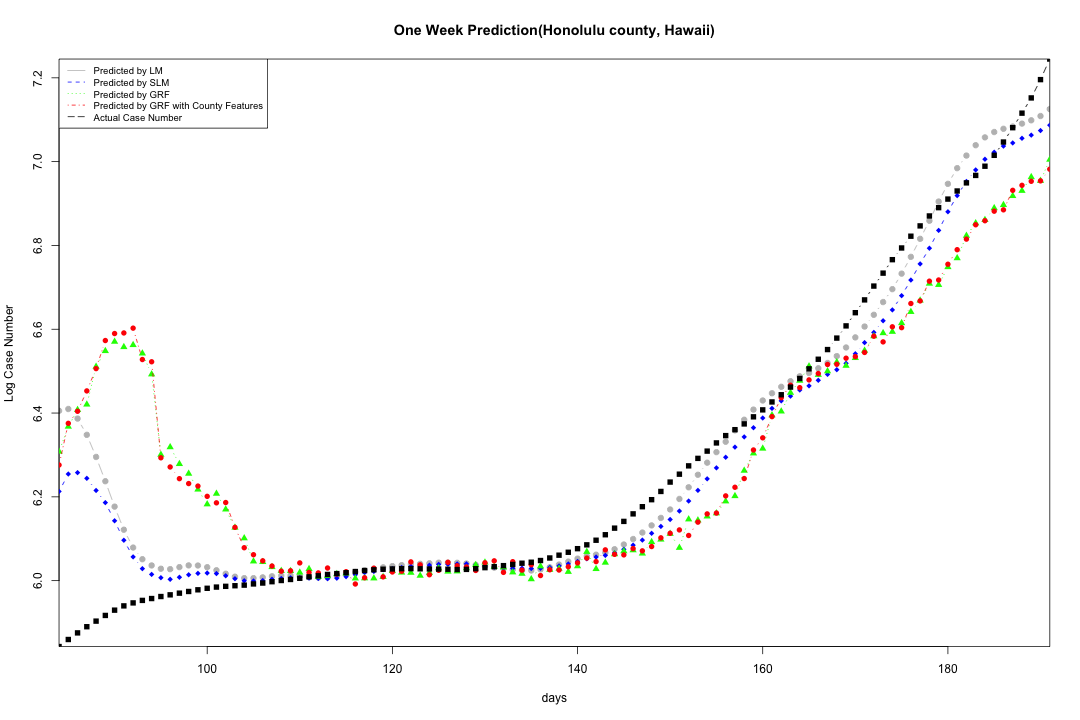 One Week Prediction(Honolulu county, Hawaii)
Predicted by LM
Predicted by SLM
Predicted by GRF
Predicted by GRF with County Features
Actual Case Number
Log Case Number
7.2
7.0
6.8
6.6
6.4
6.2
6.0
100 120 140 160 180
days